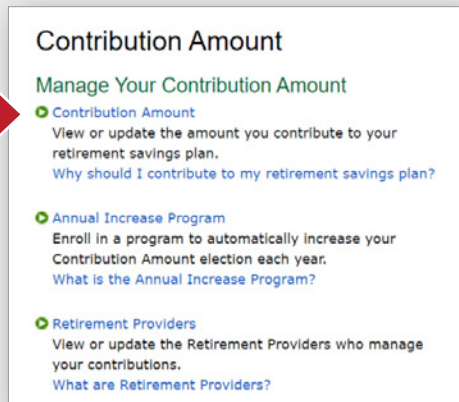 Contribution Amount
Manage Your Contribution Amount
Contribution Amount
View or update the amount you contribute to your
retirement savings plan.
Why should I contribute to my retirement savings plan?
Annual Increase Program
Enroll in a program to automatically increase your
Contribution Amount election each year.
What is the Annual Increase Program?
Retirement Providers
View or update the Retirement Providers who manage
your contributions.
What are Retirement Providers?